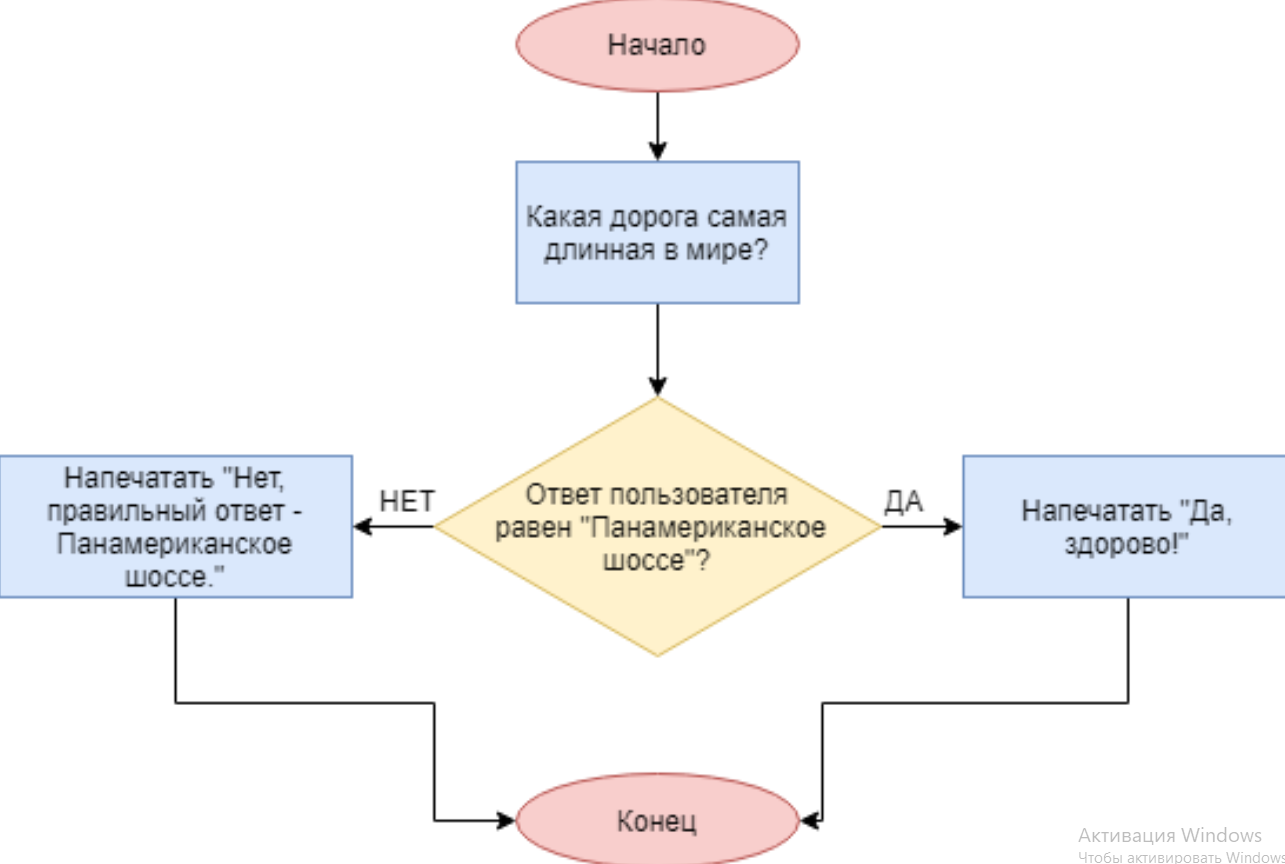 Начало
Какая дорога самая
длинная в мире?
Ответ пользователя
равен "Панамериканское
шоссе"?
НЕТ
ДА
Напечатать "Нет,
правильный ответ -
Панамериканское
шоссе."
Напечатать "Да,
здорово!"
Конец
Активация Windows
Чтобы активировать Windows